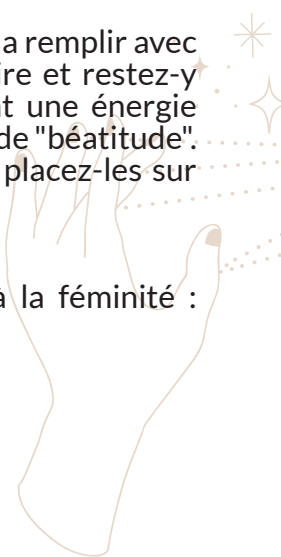 a remplir avec
ire et restez-y
t une énergie
de "béatitude".
placez-les sur
à la féminité :